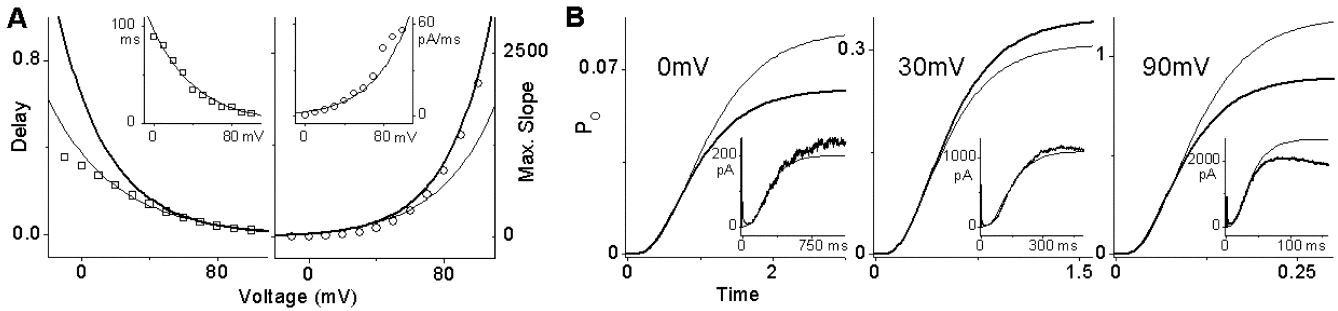 A
B
0.8
0.0
Delay
100
ms
0
0
80 mV
60
pA/ms
0
0
80 mV
2500
0
Max. Slope
0
80
0
80
Voltage (mV)
0.07
0
P
O
0mV
200
pA
0
0
750 ms
0
2
Time
0.3
0
30mV
1000
pA
0
0
300 ms
0
1.5
1
0
90mV
2000
pA
0
0
100 ms
0
0.25